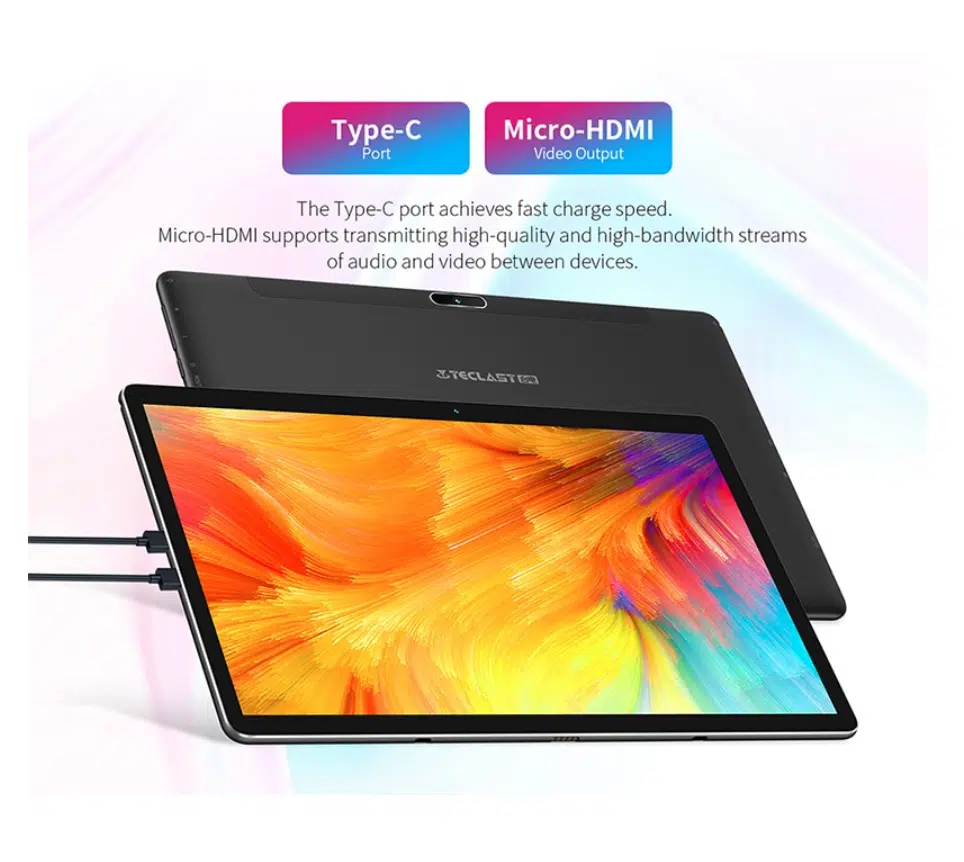 Type-C
Port
Micro-HDMI
Video Output
The Type-C port achieves fast charge speed.
Micro-HDMI supports transmitting high-quality and high-bandwidth streams
of audio and video between devices.
TECLAST